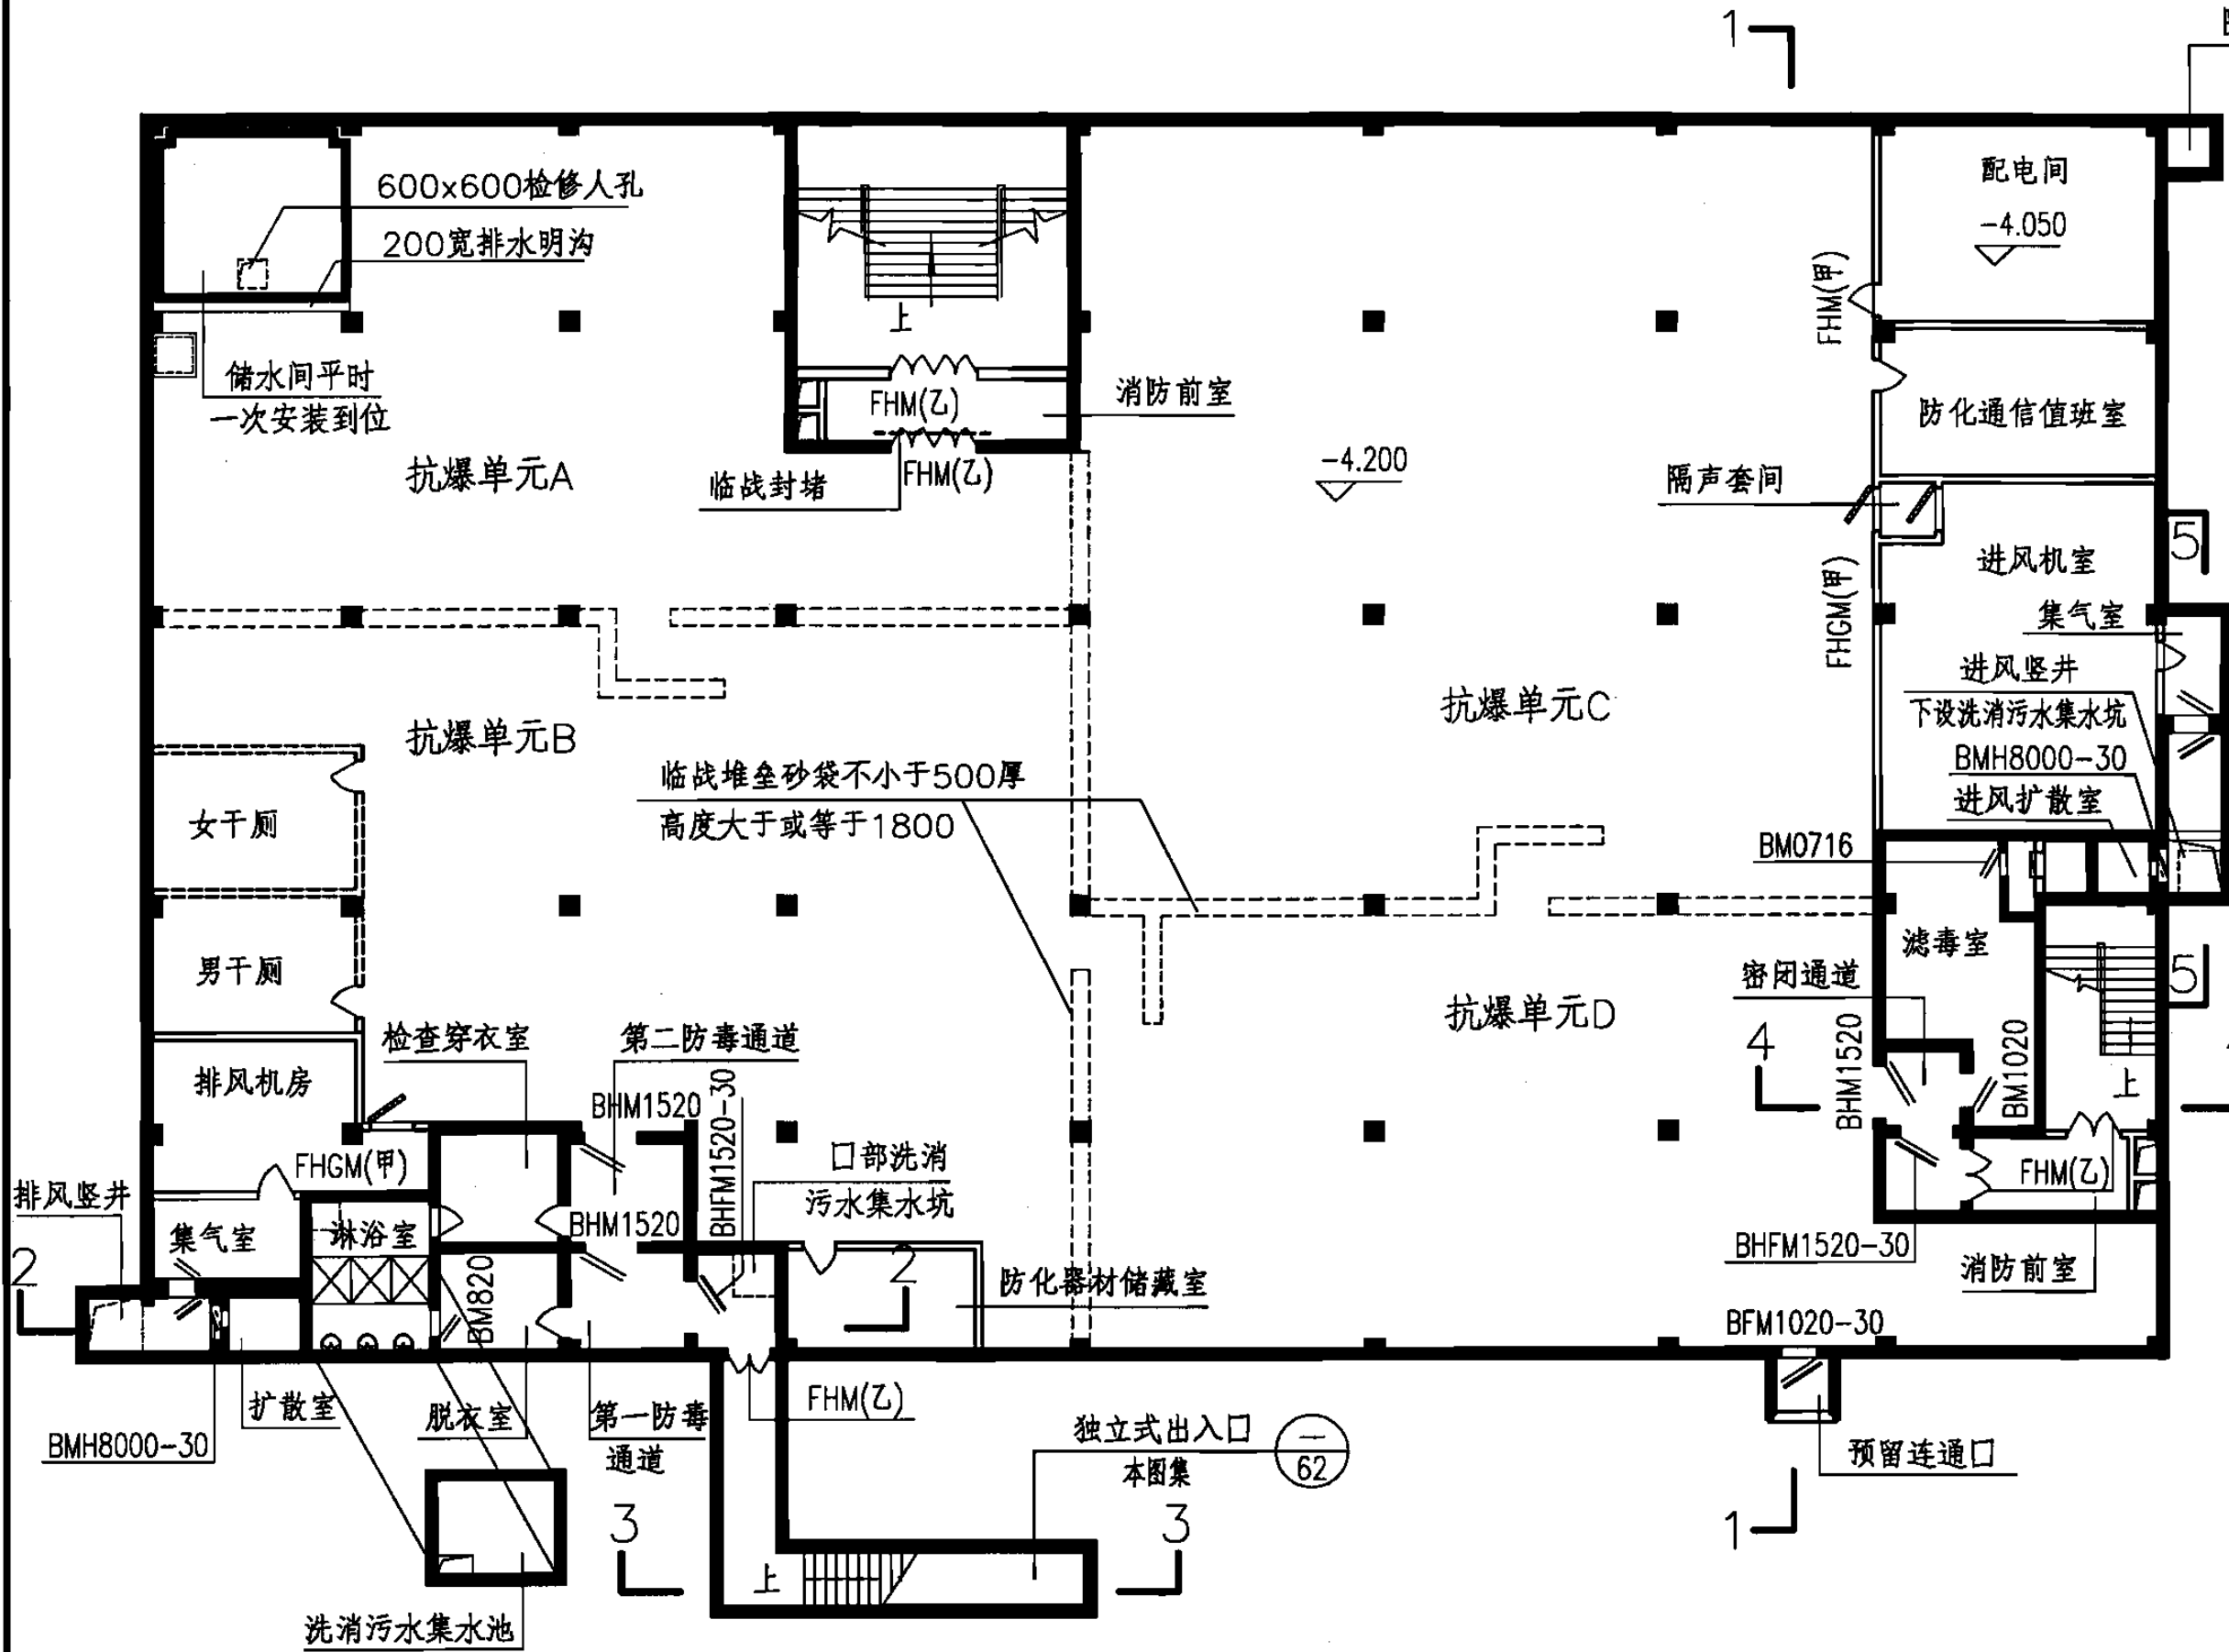 1
配电间
600x600检修人孔
-4.050
200宽排水明沟
FHM(甲)
上
储水间平时
一次安装到位
FHM(乙)
消防前室
防化通信值班室
抗爆单元A
临战封堵
FHM(乙)
-4.200
隔声套间
5
进风机室
FHGM(甲)
集气室
进风竖井
下设洗消污水集水坑
抗爆单元C
抗爆单元B
BMH8000-30
临战堆垒砂袋不小于500厚
进风扩散室
女干厕
高度大于或等于1800
BM0716
滤毒室
男干厕
密闭通道
5
抗爆单元D
检查穿衣室
第二防毒通道
4
BHM1520
BM1020
上
排风机房
BHM1520
BHFM1520-30
口部洗消
污水集水坑
FHGM(甲)
FHM(乙)
排风竖井
集气室
淋浴室
BHM1520
BHFM1520-30
2
2
防化器材储藏室
消防前室
BM820
BFM1020-30
扩散室
脱衣室
第一防毒
通道
FHM(乙)
BMH8000-30
独立式出入口
本图集
一
62
预留连通口
3
3
1
上
洗消污水集水池